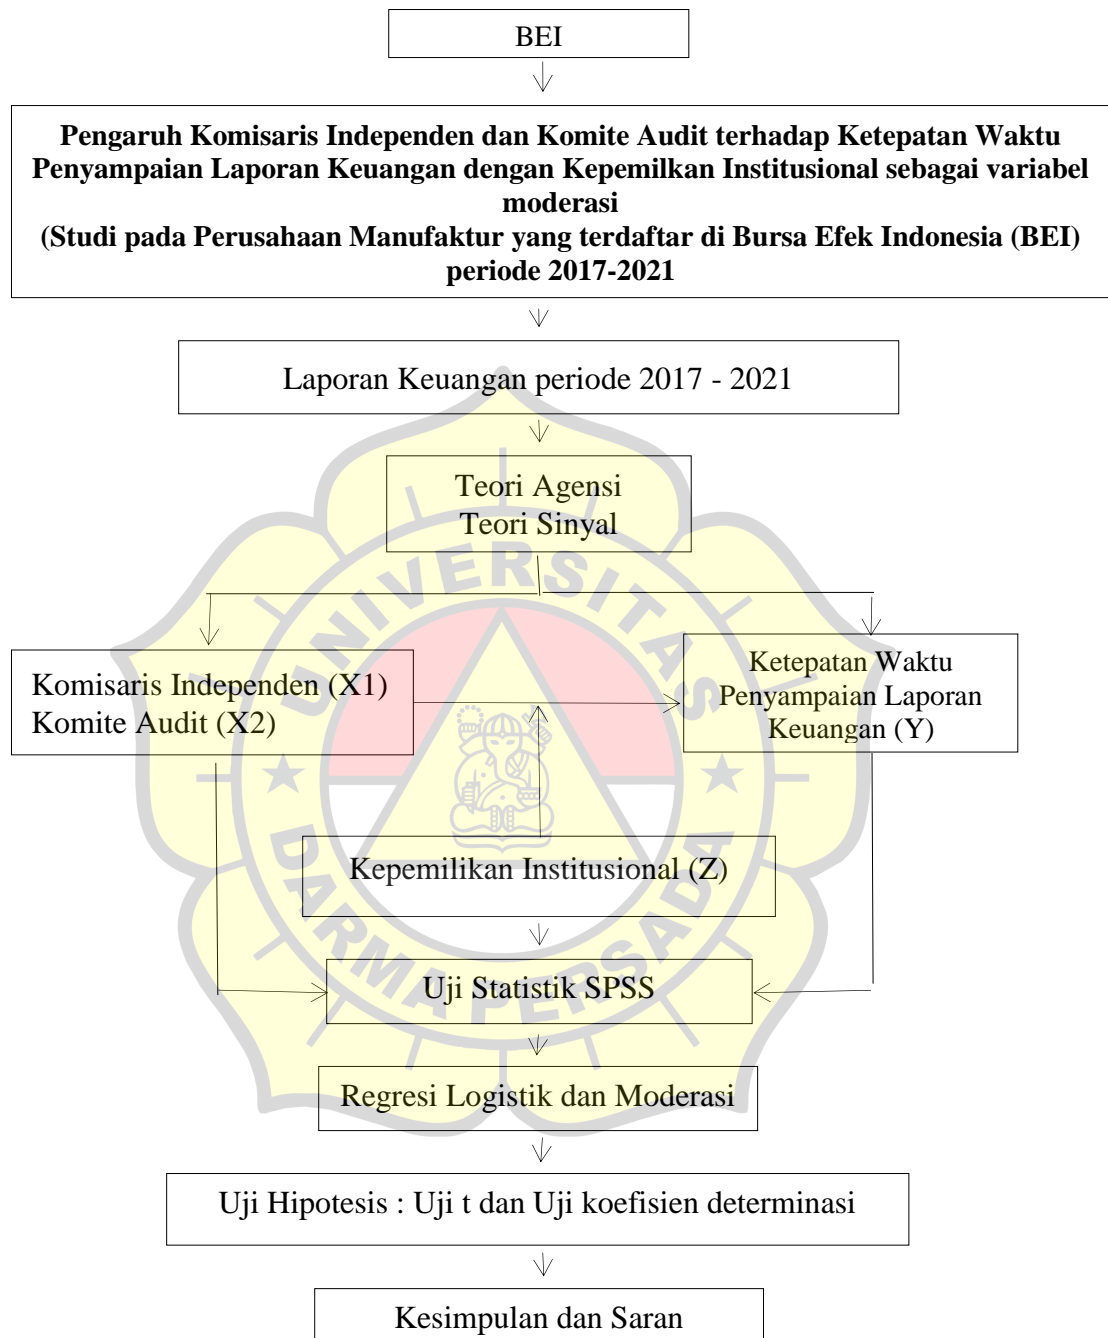 BEI
Pengaruh Komisaris Independen dan Komite Audit terhadap Ketepatan Waktu
Penyampaian Laporan Keuangan dengan Kepemilkan Institusional sebagai variabel
moderasi
(Studi pada Perusahaan Manufaktur yang terdaftar di Bursa Efek Indonesia (BEI)
periode 2017-2021
Laporan Keuangan periode 2017 - 2021
Teori Agensi
Teori Sinyal
UNIVERSITAS
Komisaris Independen (X1)
Komite Audit (X2)
Ketepatan Waktu
Penyampaian Laporan
Keuangan (Y)
Kepemilikan Institusional (Z)
DARMA PERSADA
Uji Statistik SPSS
Regresi Logistik dan Moderasi
Uji Hipotesis : Uji t dan Uji koefisien determinasi
Kesimpulan dan Saran